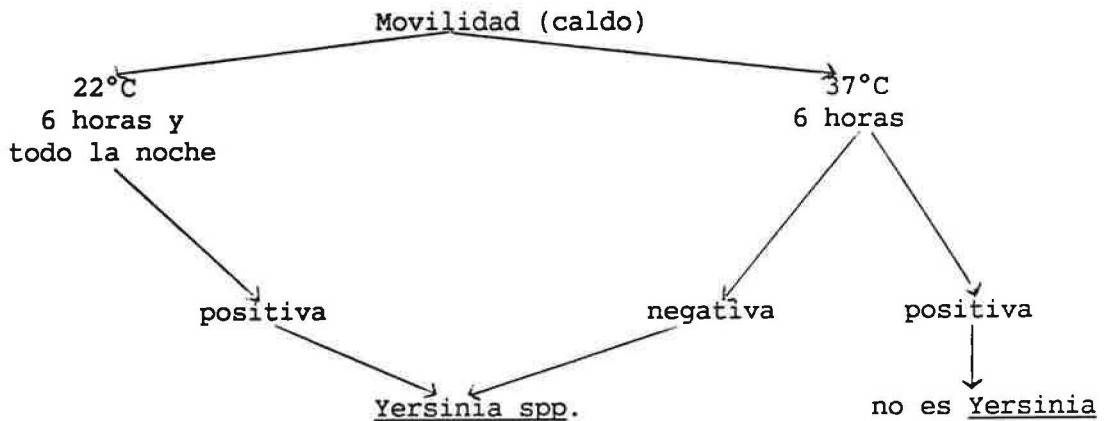 Movilidad (caldo)
22°C
6 horas y
todo la noche
37°C
6 horas
positiva
negativa
positiva
Yersinia spp.
no es Yersinia